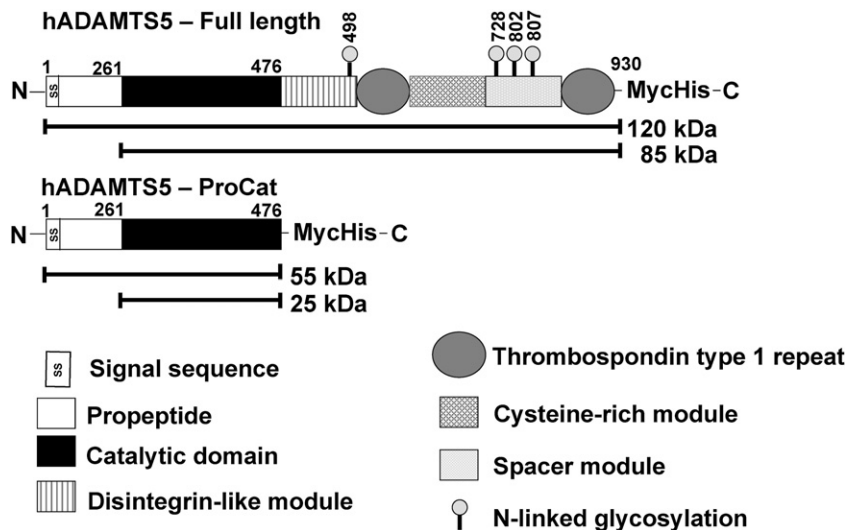 hADAMTS5 – Full length
498
728
802
807
1
261
476
930
N
ss
MycHis
C
120 kDa
85 kDa
hADAMTS5 – ProCat
1
261
476
N
ss
MycHis
C
55 kDa
25 kDa
ss
Signal sequence
Propeptide
Catalytic domain
Disintegrin-like module
Thrombospondin type 1 repeat
Cysteine-rich module
Spacer module
N-linked glycosylation